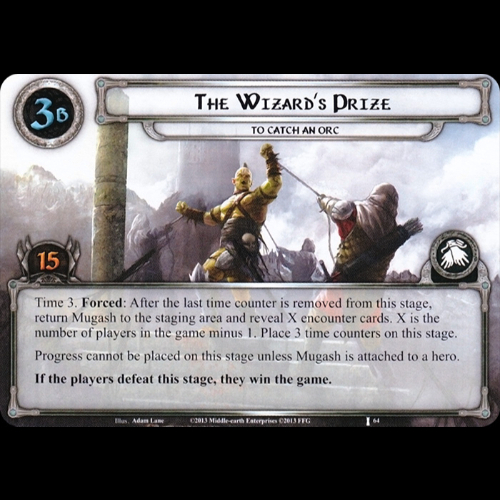 3B
The Wizard's Prize
To Catch an Orc
15
Time 3. Forced: After the last time counter is removed from this stage,
return Mugash to the staging area and reveal X encounter cards. X is the
number of players in the game minus 1. Place 3 time counters on this stage.
Progress cannot be placed on this stage unless Mugash is attached to a hero.
If the players defeat this stage, they win the game.
Illus. Adam Lane ©2013 Middle-earth Enterprises ©2013 FFG 64